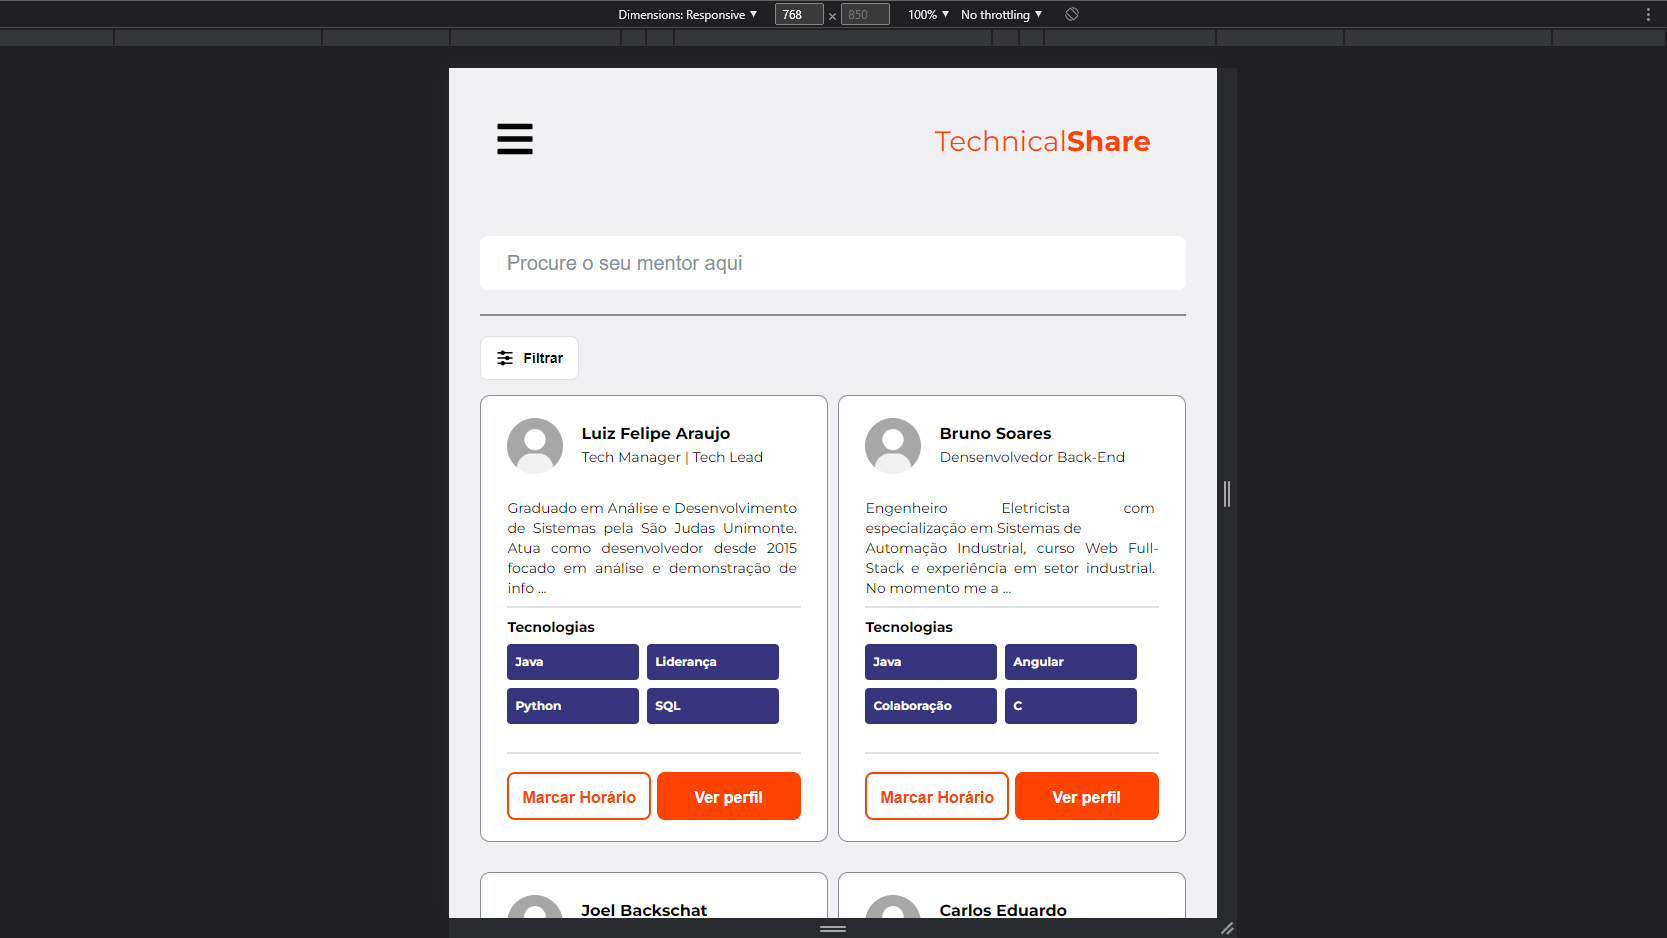 Dimensions: Responsive ▼ 768 × 850 100% ▼ No throttling ▼
TechnicalShare
Procure o seu mentor aqui
Filtrar
Luiz Felipe Araujo
Tech Manager | Tech Lead
Graduado em Análise e Desenvolvimento
de Sistemas pela São Judas Unimonte.
Atua como desenvolvedor desde 2015
focado em análise e demonstração de
info ...
Tecnologias
Java
Liderança
Python
SQL
Marcar Horário
Ver perfil
Bruno Soares
Densenvolvedor Back-End
Engenheiro Eletricista com
especialização em Sistemas de
Automação Industrial, curso Web Full-
Stack e experiência em setor industrial.
No momento me a ...
Tecnologias
Java
Angular
Colaboração
C
Marcar Horário
Ver perfil
Joel Backschat
Carlos Eduardo